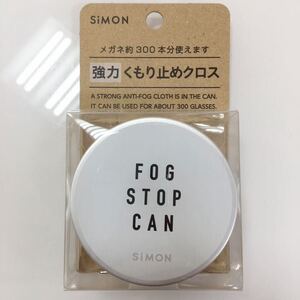 SiMON
メガネ約300本分使えます
強力くもり止めクロス
A STRONG ANTI-FOG CLOTH IS IN THE CAN.
IT CAN BE USED FOR ABOUT 300 GLASSES.
FOG
STOP
CAN
SiMON